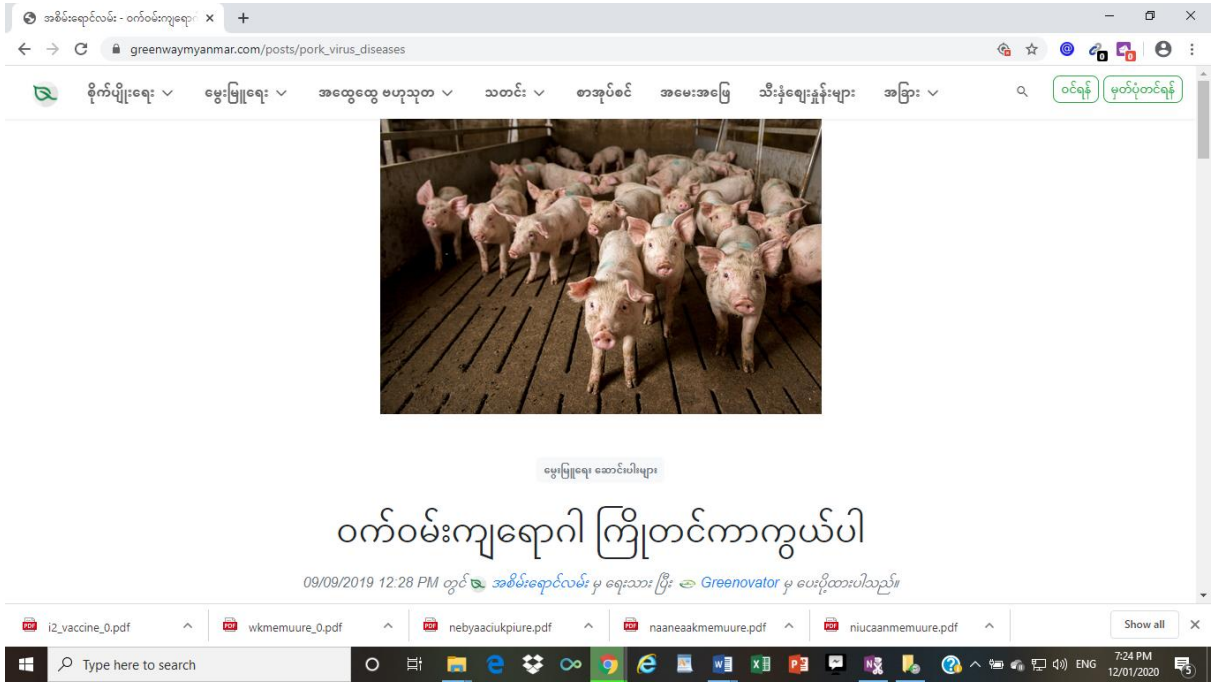 အစိမ်းရောင်လမ်း - ဝက်ဝမ်းကျရောဂ
greenwaymyanmar.com/posts/pork_virus_diseases
စိုက်ပျိုးရေး မွေးမြူရေး အထွေထွေ ဗဟုသုတ သတင်း စာအုပ်စင် အမေးအဖြေ သီးနှံဈေးနှုန်းများ အခြား ဝင်ရန် မှတ်ပုံတင်ရန်
မွေးမြူရေး ဆောင်းပါးများ
ဝက်ဝမ်းကျရောဂါ ကြိုတင်ကာကွယ်ပါ
09/09/2019 12:28 PM တွင် အစိမ်းရောင်လမ်း မှ ရေးသား ပြီး Greenovator မှ ပေးပို့ထားပါသည်။
i2_vaccine_0.pdf wkmemuure_0.pdf nebyaaciukpiure.pdf naaneaakmemuure.pdf niucaanmemuure.pdf Show all
Type here to search ENG 7:24 PM
12/01/2020